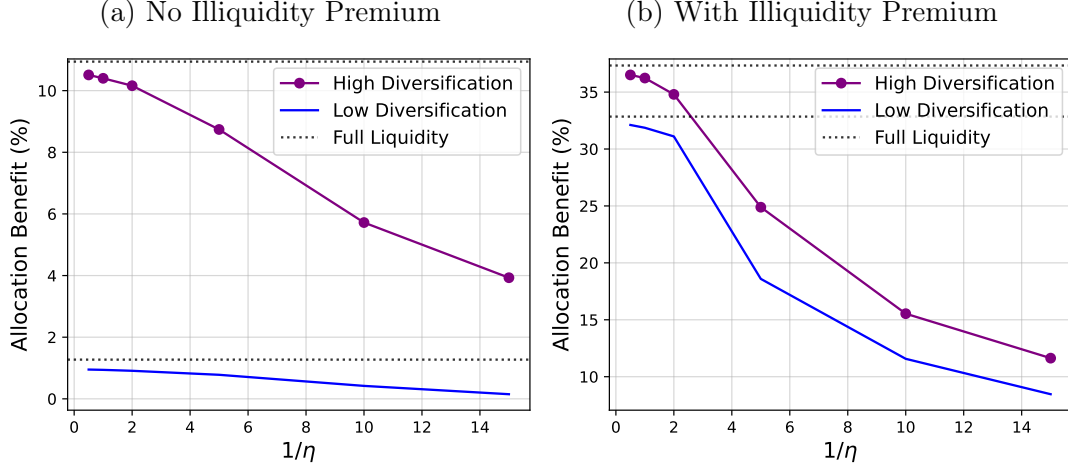 (a) No Illiquidity Premium
High Diversification
Low Diversification
Full Liquidity
Allocation Benefit (%)
10
8
6
4
2
0
0 2 4 6 8 10 12 14
1/η
(b) With Illiquidity Premium
High Diversification
Low Diversification
Full Liquidity
Allocation Benefit (%)
35
30
25
20
15
10
0 2 4 6 8 10 12 14
1/η